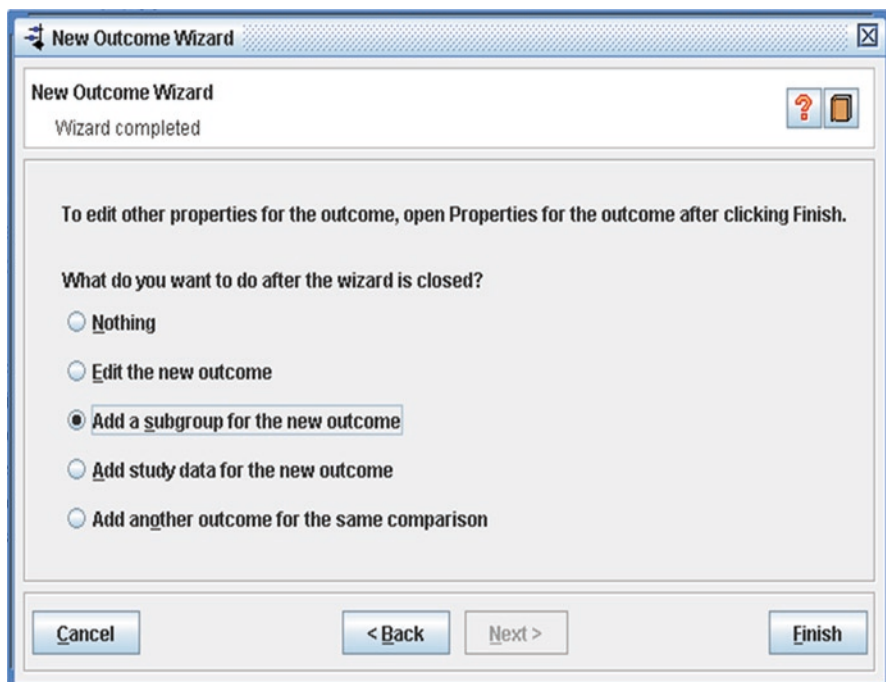 New Outcome Wizard
New Outcome Wizard
Wizard completed
To edit other properties for the outcome, open Properties for the outcome after clicking Finish.
What do you want to do after the wizard is closed?
Nothing
Edit the new outcome
Add a subgroup for the new outcome
Add study data for the new outcome
Add another outcome for the same comparison
Cancel
< Back
Next >
Finish